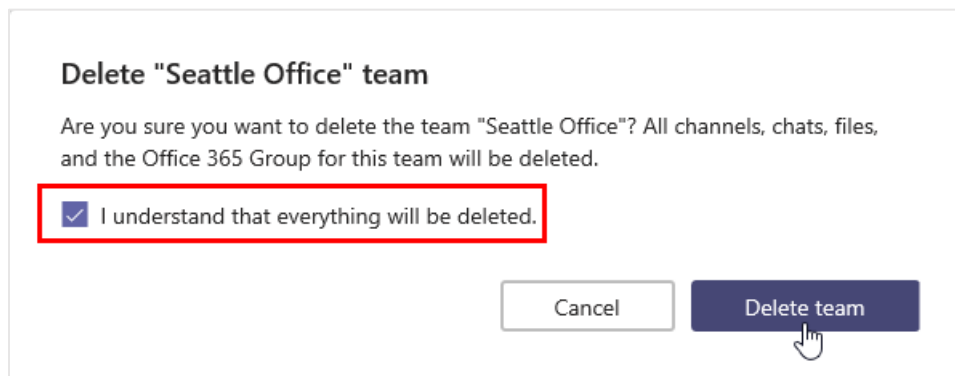 Delete "Seattle Office" team
Are you sure you want to delete the team "Seattle Office"? All channels, chats, files,
and the Office 365 Group for this team will be deleted.
I understand that everything will be deleted.
Cancel
Delete team